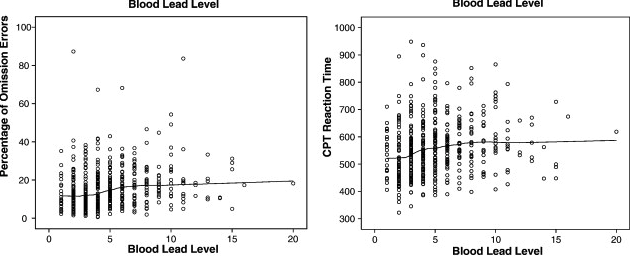 Blood Lead Level
Percentage of Omission Errors
100
80
60
40
20
0
0 5 10 15 20
Blood Lead Level
Blood Lead Level
CPT Reaction Time
1000
900
800
700
600
500
400
300
0 5 10 15 20
Blood Lead Level